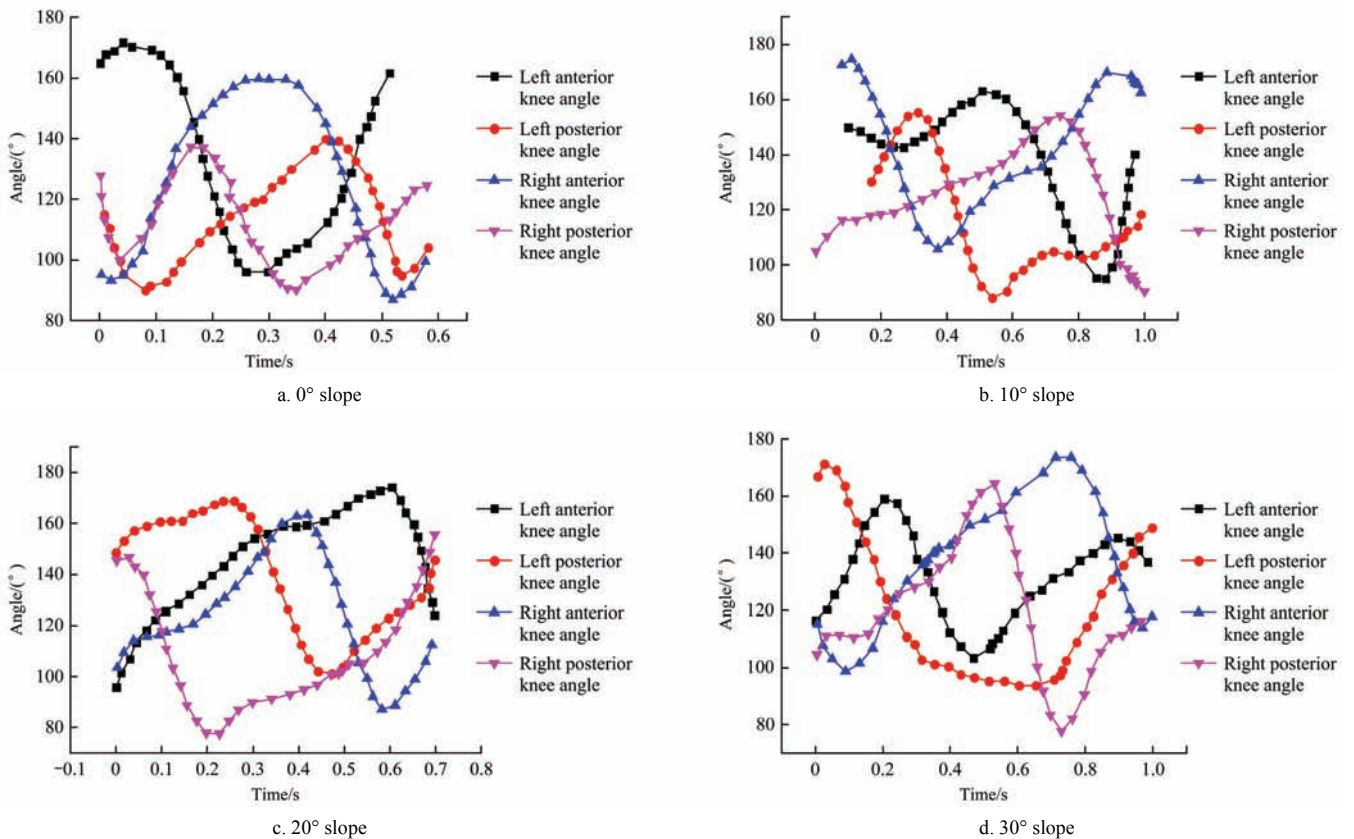 180
160
140
120
100
80
Angle/(°)
0 0.1 0.2 0.3 0.4 0.5 0.6
Time/s
Left anterior
knee angle
Left posterior
knee angle
Right anterior
knee angle
Right posterior
knee angle
a. 0° slope
180
160
140
120
100
80
Angle/(°)
0 0.2 0.4 0.6 0.8 1.0
Time/s
Left anterior
knee angle
Left posterior
knee angle
Right anterior
knee angle
Right posterior
knee angle
b. 10° slope
180
160
140
120
100
80
Angle/(°)
−0.1 0 0.1 0.2 0.3 0.4 0.5 0.6 0.7 0.8
Time/s
Left anterior
knee angle
Left posterior
knee angle
Right anterior
knee angle
Right posterior
knee angle
c. 20° slope
180
160
140
120
100
80
Angle/(°)
0 0.2 0.4 0.6 0.8 1.0
Time/s
Left anterior
knee angle
Left posterior
knee angle
Right anterior
knee angle
Right posterior
knee angle
d. 30° slope